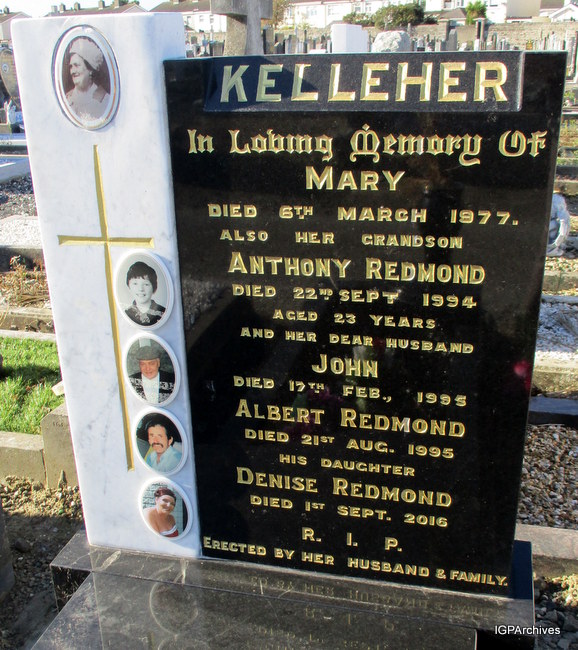 KELLEHER
In Loving Memory Of
MARY
DIED 6TH MARCH 1977.
ALSO HER GRANDSON
ANTHONY REDMOND
DIED 22ND SEPT 1994
AGED 23 YEARS
AND HER DEAR HUSBAND
JOHN
DIED 17TH FEB., 1995
ALBERT REDMOND
DIED 21ST AUG. 1995
HIS DAUGHTER
DENISE REDMOND
DIED 1ST SEPT. 2016
R. I. P.
ERECTED BY HER HUSBAND & FAMILY.
IGPArchives